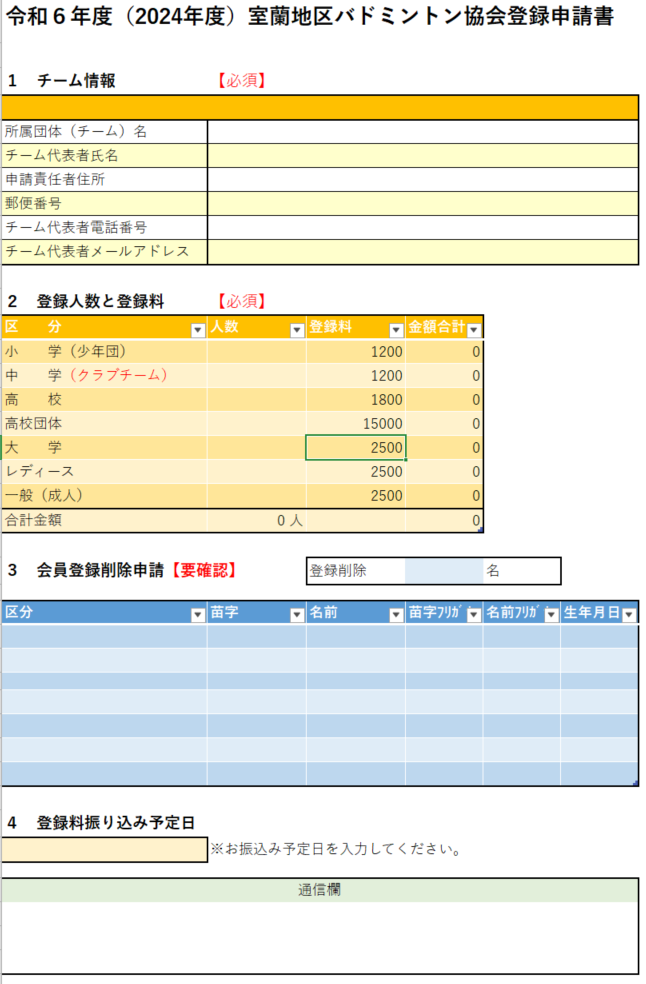 令和６年度（2024年度）室蘭地区バドミントン協会登録申請書
1 チーム情報 【必須】
所属団体（チーム）名
チーム代表者氏名
申請責任者住所
郵便番号
チーム代表者電話番号
チーム代表者メールアドレス
2 登録人数と登録料 【必須】
区　　分 人数 登録料 金額合計
小　　学（少年団） 1200 0
中　　学（クラブチーム） 1200 0
高　　校 1800 0
高校団体 15000 0
大　　学 2500 0
レディース 2500 0
一般（成人） 2500 0
合計金額 0 人 0
3 会員登録削除申請【要確認】 登録削除 名
区分 苗字 名前 苗字ﾌﾘｶﾞ 名前ﾌﾘｶﾞ 生年月日
4 登録料振り込み予定日
※お振込み予定日を入力してください。
通信欄